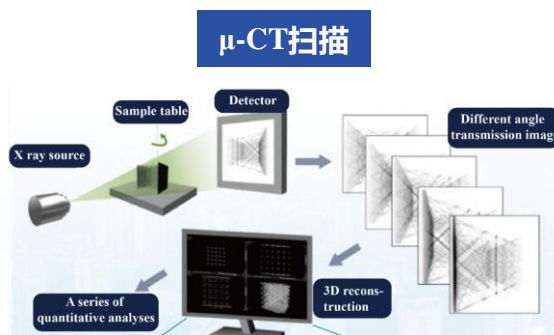 μ-CT扫描
Sample table
Detector
Different angle
transmission image
X ray source
3D recons-
truction
A series of
quantitative analyses